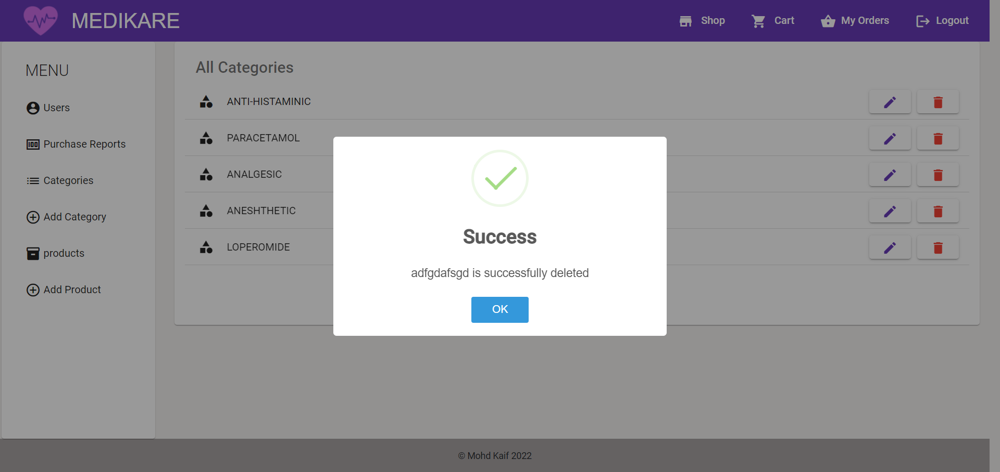 MEDIKARE
Shop
Cart
My Orders
Logout
MENU
Users
Purchase Reports
Categories
Add Category
products
Add Product
All Categories
ANTI-HISTAMINIC
PARACETAMOL
ANALGESIC
ANESHTHETIC
LOPEROMIDE
Success
adfgdafsgd is successfully deleted
OK
© Mohd Kaif 2022